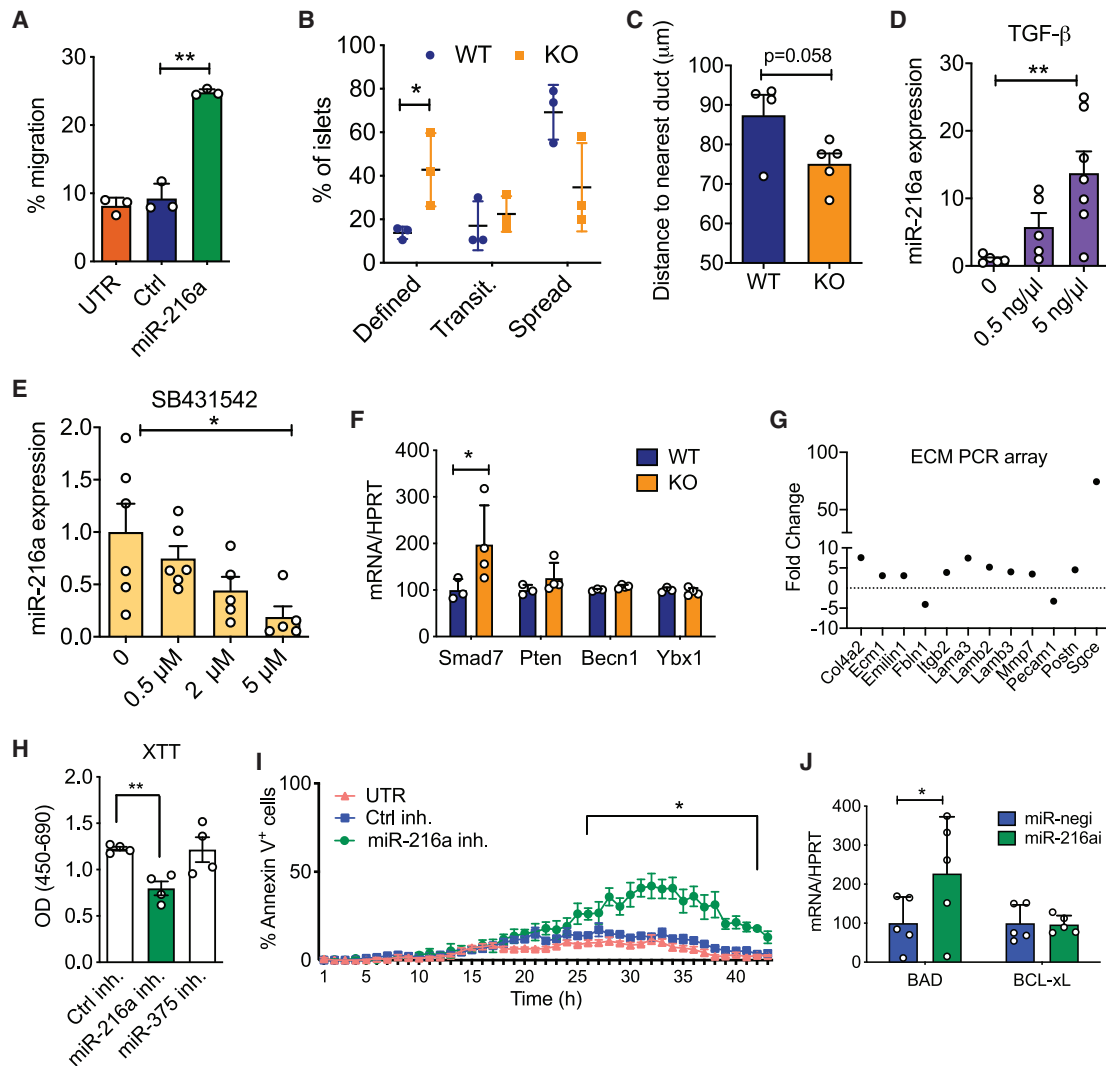 A
% migration
30
20
10
0
**
UTR
Ctrl
miR-216a
B
% of islets
100
80
60
40
20
0
WT
KO
*
Defined
Transit.
Spread
C
Distance to nearest duct (μm)
100
90
80
70
60
50
p=0.058
WT
KO
D
TGF-β
miR-216a expression
30
20
10
0
**
0
0.5 ng/μl
5 ng/μl
E
SB431542
miR-216a expression
2.0
1.5
1.0
0.5
0.0
*
0
0.5 μM
2 μM
5 μM
F
mRNA/HPRT
400
300
200
100
0
*
WT
KO
Smad7
Pten
Becn1
Ybx1
G
ECM PCR array
Fold Change
100
50
10
5
0
-5
-10
Col4a2
Ecm1
Emilin1
Fbln1
Itgb2
Lama3
Lamb2
Lamb3
Mmp7
Pecam1
Postn
Sgce
H
XTT
OD (450-690)
2.0
1.5
1.0
0.5
0.0
**
Ctrl inh.
miR-216a inh.
miR-375 inh.
I
% Annexin V⁺ cells
100
50
0
UTR
Ctrl inh.
miR-216a inh.
*
1 5 10 15 20 25 30 35 40
Time (h)
J
mRNA/HPRT
400
300
200
100
0
*
miR-negi
miR-216ai
BAD
BCL-xL